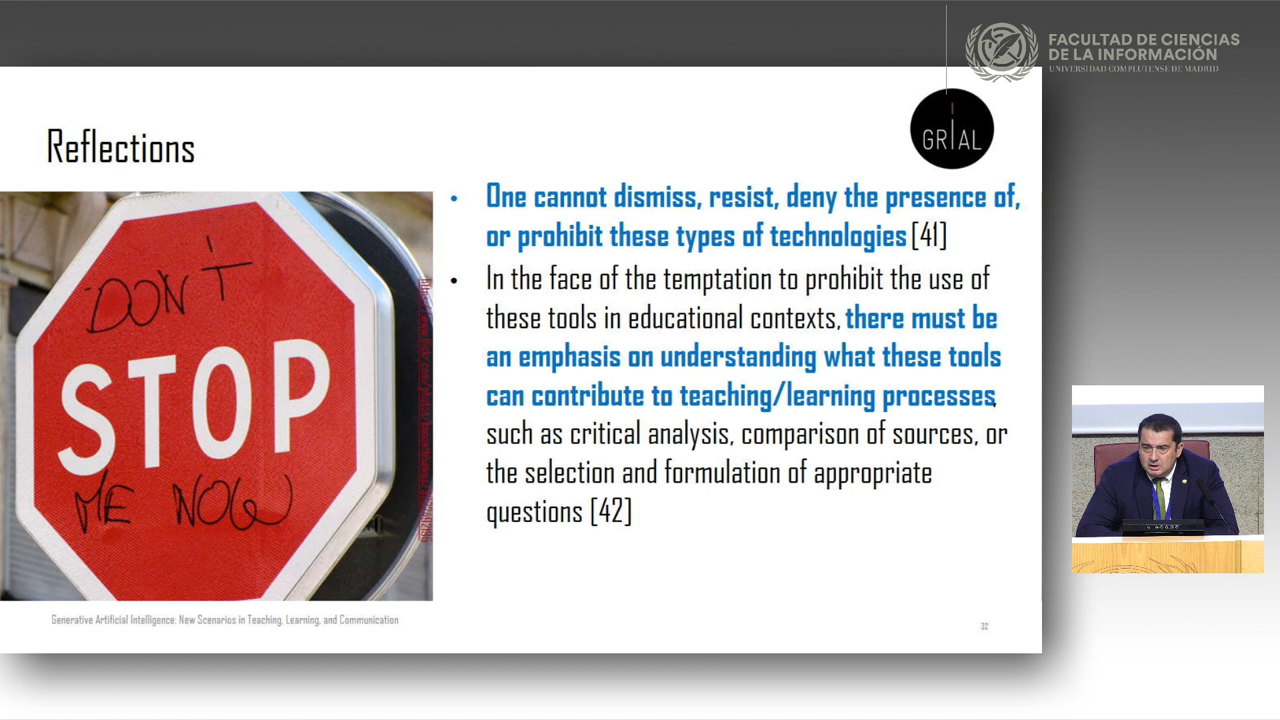 FACULTAD DE CIENCIAS
DE LA INFORMACIÓN
UNIVERSIDAD COMPLUTENSE DE MADRID
GRIAL
Reflections
DON'T
STOP
ME NOW
• One cannot dismiss, resist, deny the presence of,
or prohibit these types of technologies [41]
• In the face of the temptation to prohibit the use of
these tools in educational contexts, there must be
an emphasis on understanding what these tools
can contribute to teaching/learning processes,
such as critical analysis, comparison of sources, or
the selection and formulation of appropriate
questions [42]
Generative Artificial Intelligence: New Scenarios in Teaching, Learning, and Communication
32